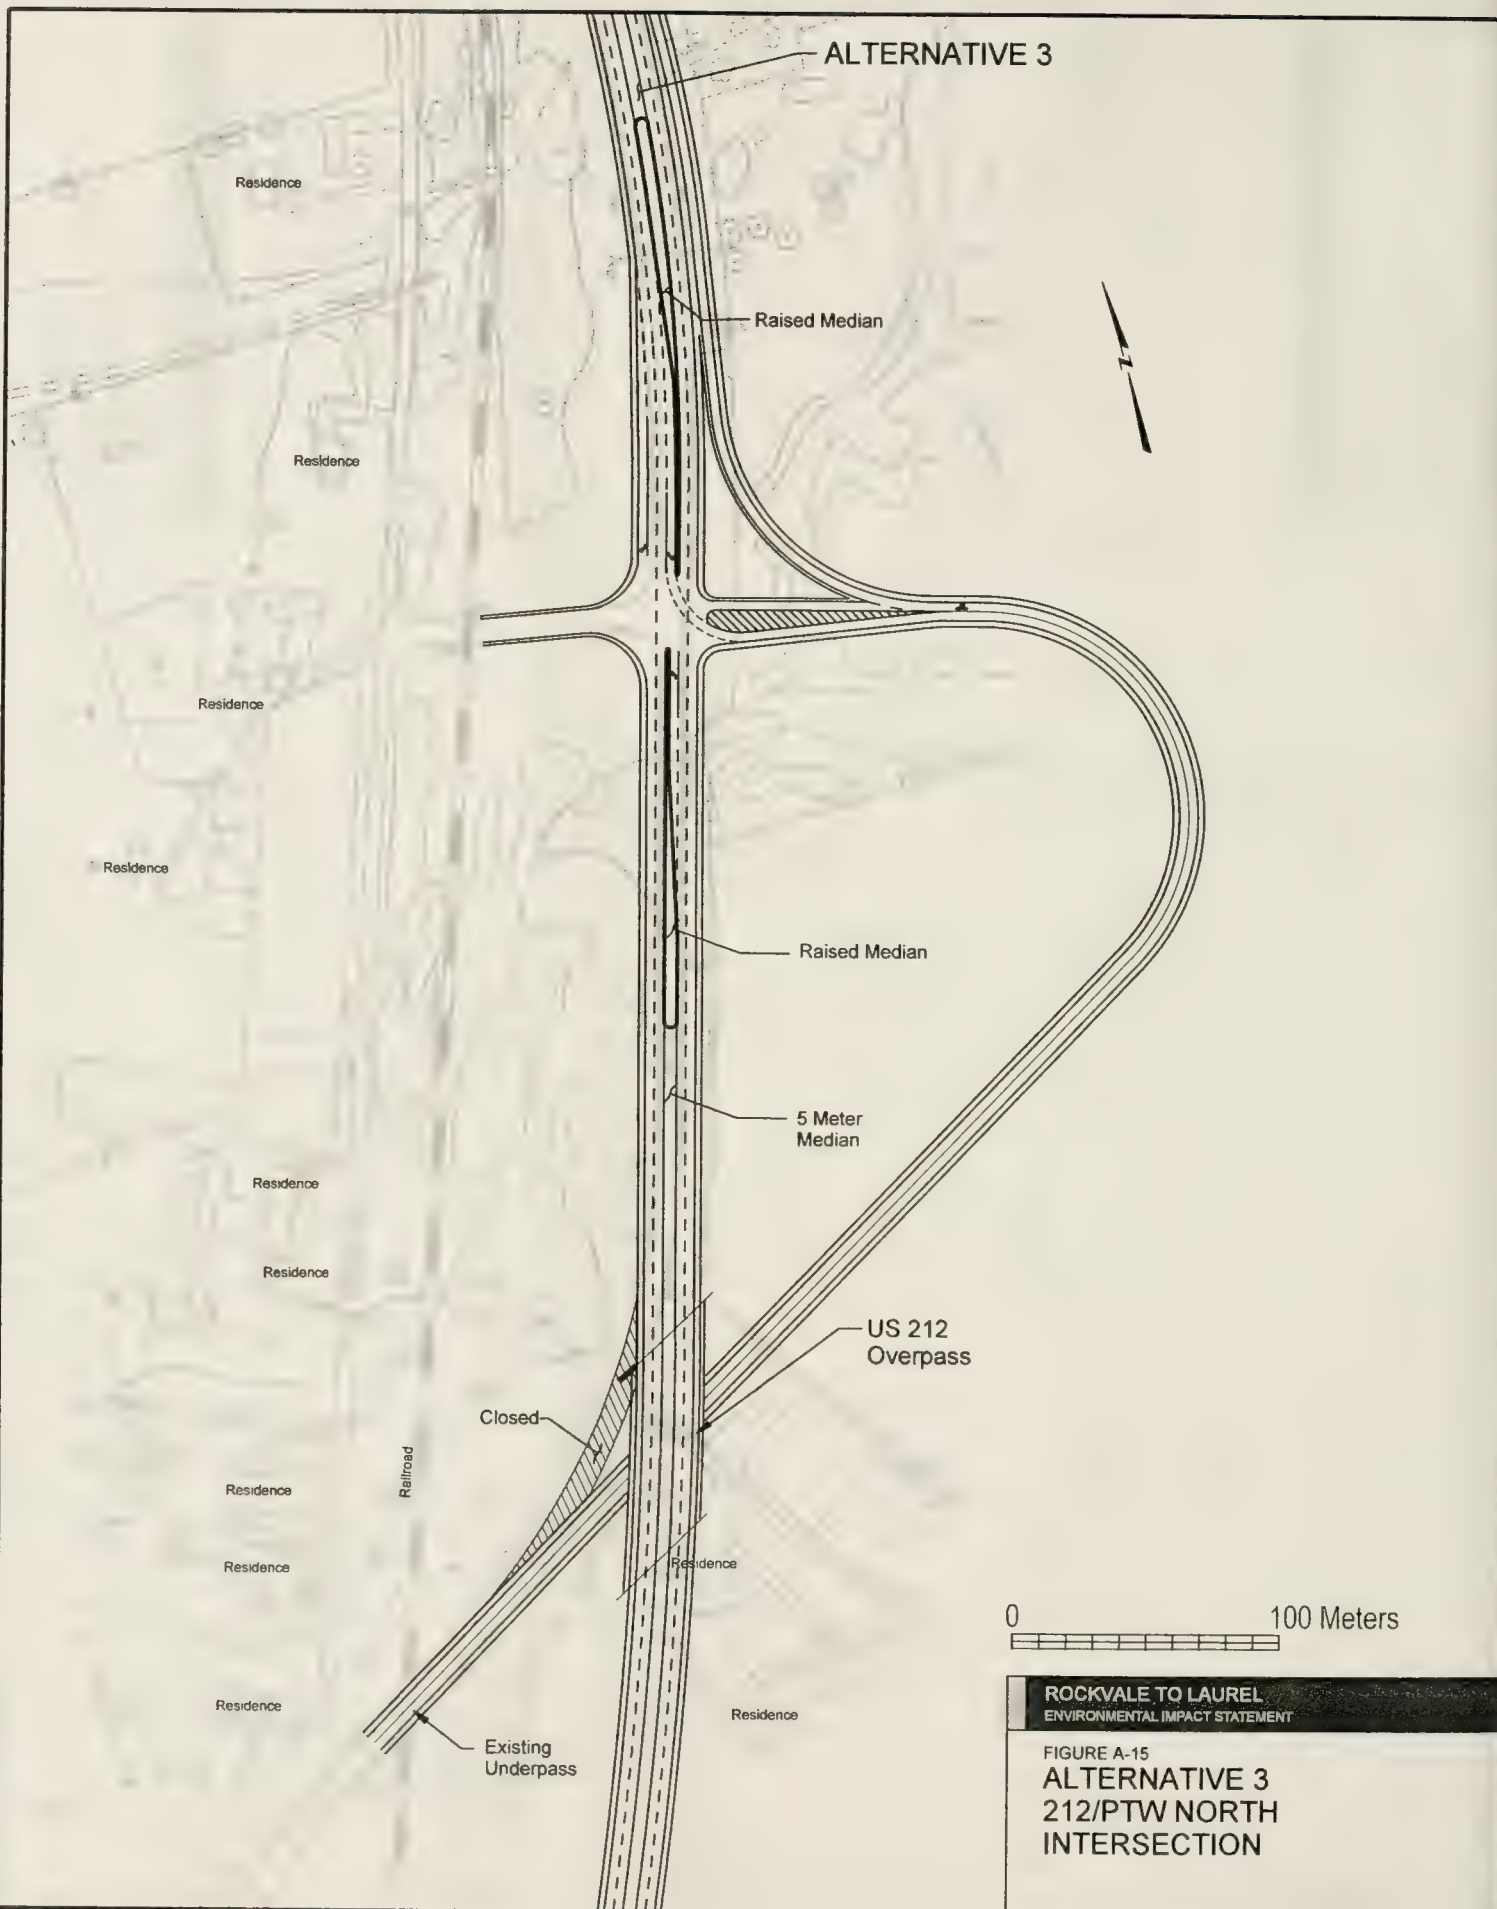 ALTERNATIVE 3
Residence
Raised Median
Residence
Residence
Residence
Raised Median
5 Meter
Median
Residence
Residence
US 212
Overpass
Closed
Railroad
Residence
Residence
Residence
0 100 Meters
Residence
Residence
Existing
Underpass
ROCKVALE TO LAUREL
ENVIRONMENTAL IMPACT STATEMENT
FIGURE A-15
ALTERNATIVE 3
212/PTW NORTH
INTERSECTION